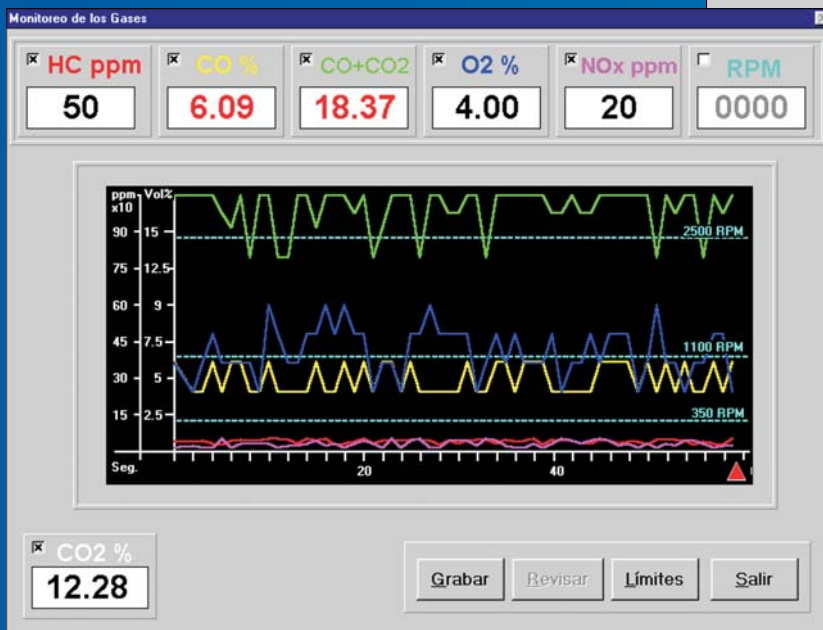 Monitoreo de los Gases
HC ppm CO % CO+CO2 O2 % NOx ppm RPM
50 6.09 18.37 4.00 20 0000
ppm Vol%
x10
90 15
2500 RPM
75 12.5
60 9
45 7.5
1100 RPM
30 5
15 2.5
350 RPM
Seg. 20 40
CO2 %
12.28
Grabar Revisar Límites Salir